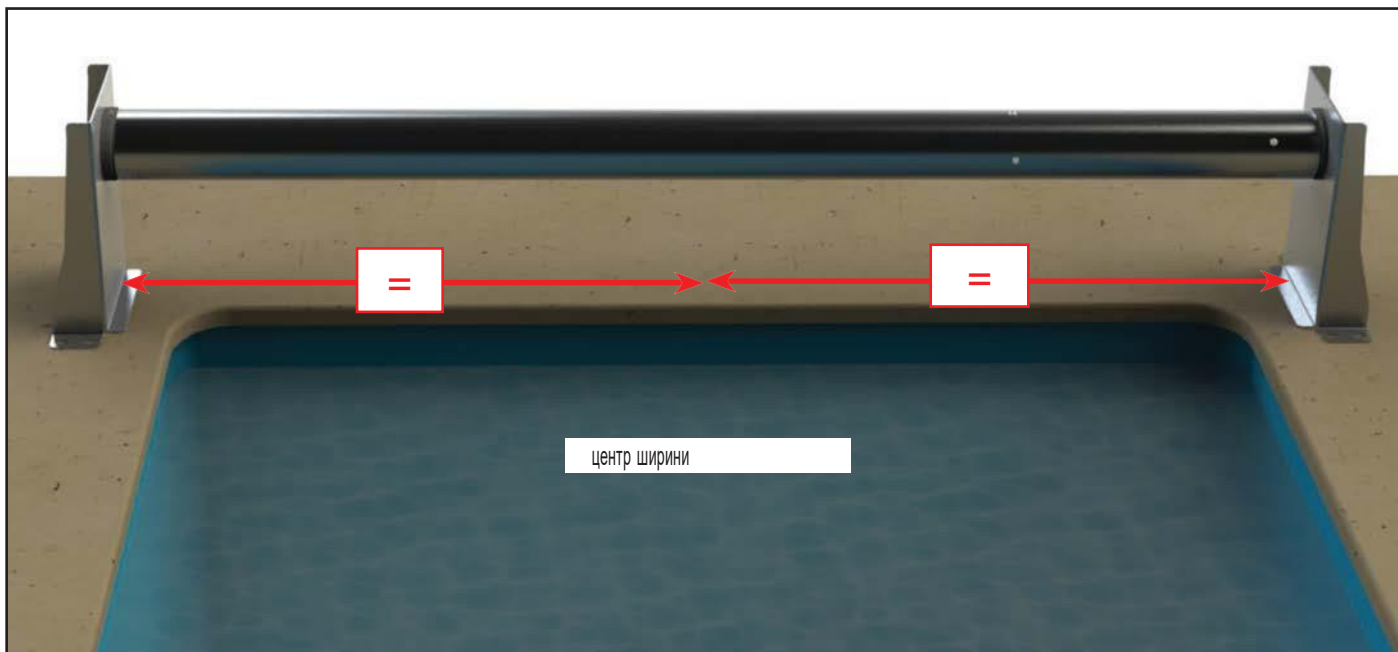 = =
центр ширини